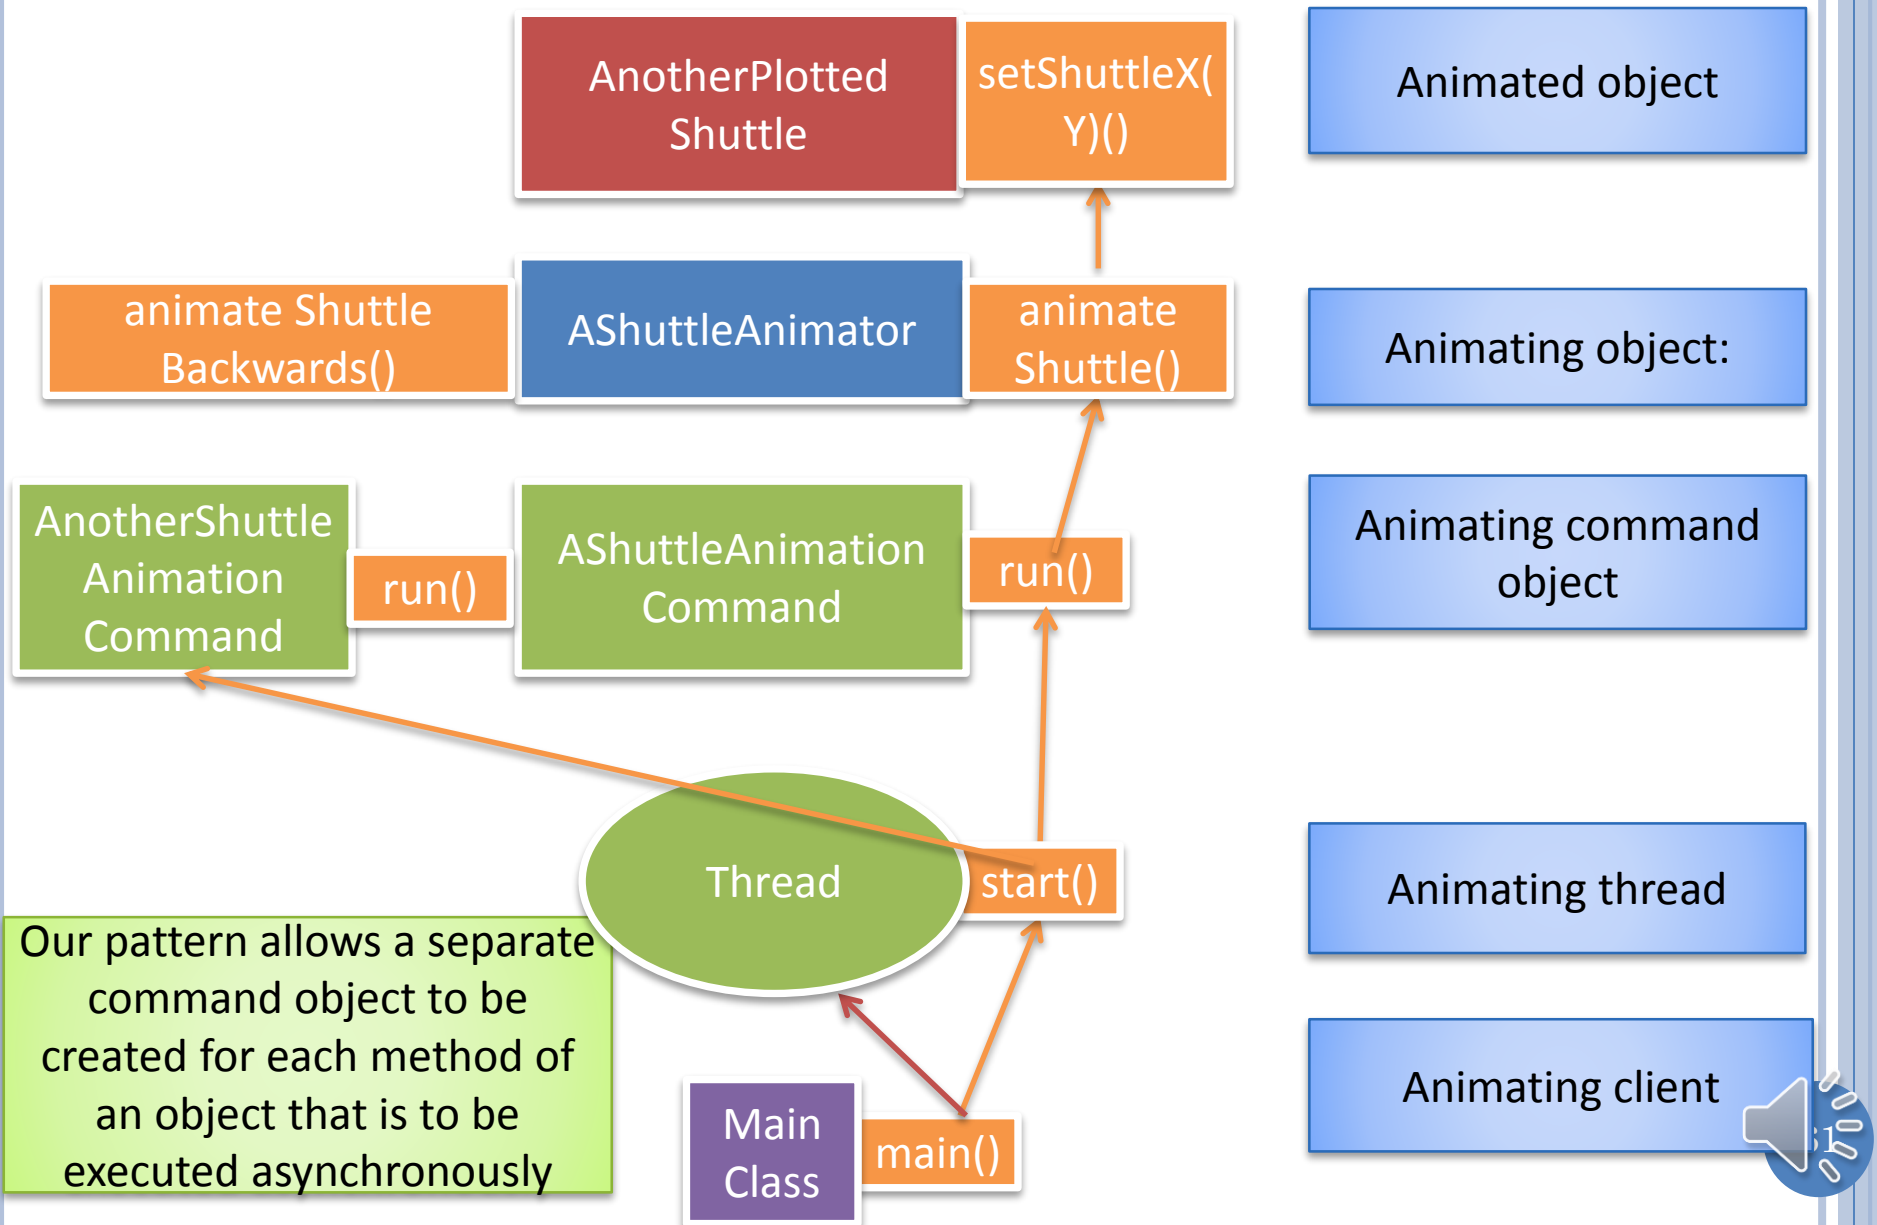 AnotherPlotted
Shuttle
setShuttleX(
Y)()
Animated object
animate Shuttle
Backwards()
AShuttleAnimator
animate
Shuttle()
Animating object:
AnotherShuttle
Animation
Command
run()
AShuttleAnimation
Command
run()
Animating command
object
Thread
start()
Animating thread
Our pattern allows a separate
command object to be
created for each method of
an object that is to be
executed asynchronously
Main
Class
main()
Animating client